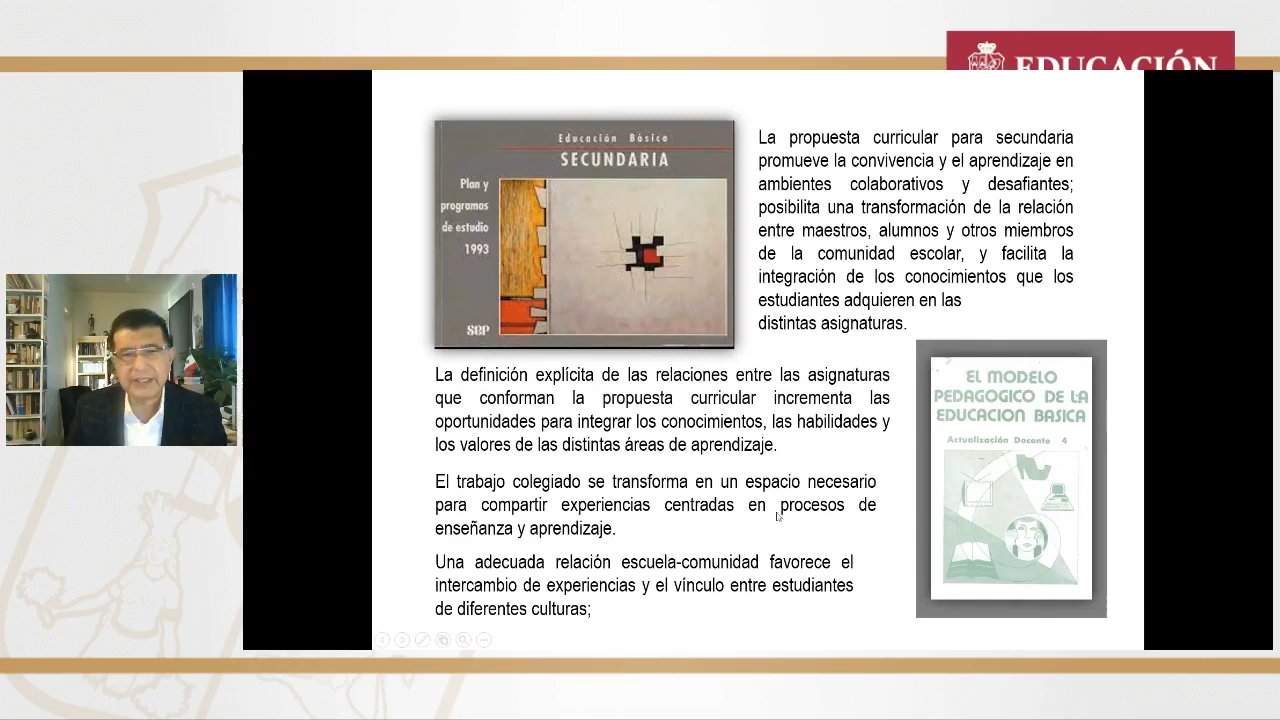 EDUCACIÓN
Educación Básica
SECUNDARIA
Plan y
programas
de estudio
1993
SEP
La propuesta curricular para secundaria
promueve la convivencia y el aprendizaje en
ambientes colaborativos y desafiantes;
posibilita una transformación de la relación
entre maestros, alumnos y otros miembros
de la comunidad escolar, y facilita la
integración de los conocimientos que los
estudiantes adquieren en las
distintas asignaturas.
La definición explícita de las relaciones entre las asignaturas
que conforman la propuesta curricular incrementa las
oportunidades para integrar los conocimientos, las habilidades y
los valores de las distintas áreas de aprendizaje.
El trabajo colegiado se transforma en un espacio necesario
para compartir experiencias centradas en procesos de
enseñanza y aprendizaje.
Una adecuada relación escuela-comunidad favorece el
intercambio de experiencias y el vínculo entre estudiantes
de diferentes culturas;
EL MODELO
PEDAGOGICO DE LA
EDUCACION BASICA
Actualización Docente 4